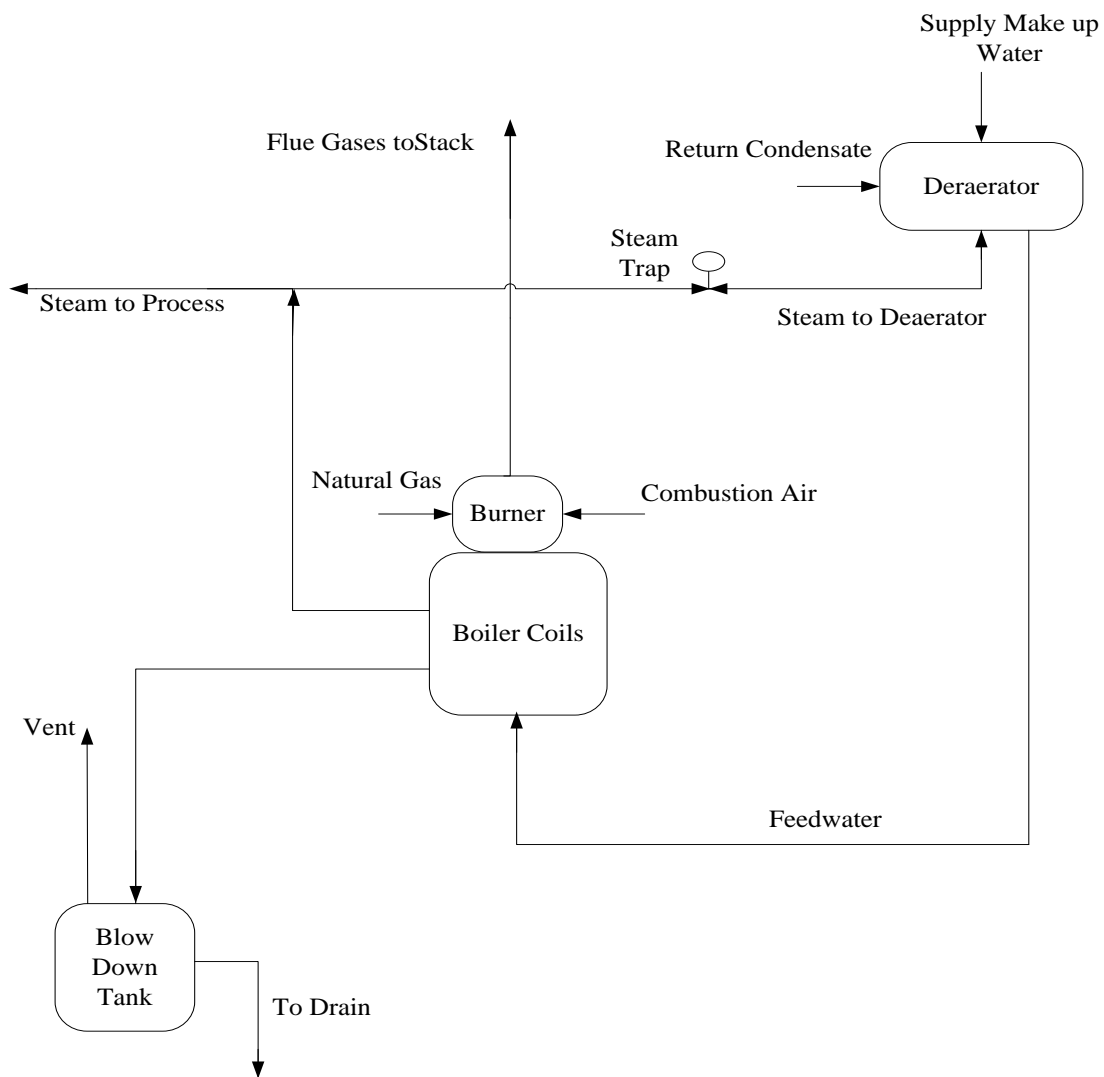 Supply Make up
Water
Flue Gases toStack
Return Condensate
Deraerator
Steam
Trap
Steam to Process
Steam to Deaerator
Natural Gas
Combustion Air
Burner
Boiler Coils
Vent
Feedwater
Blow
Down
Tank
To Drain